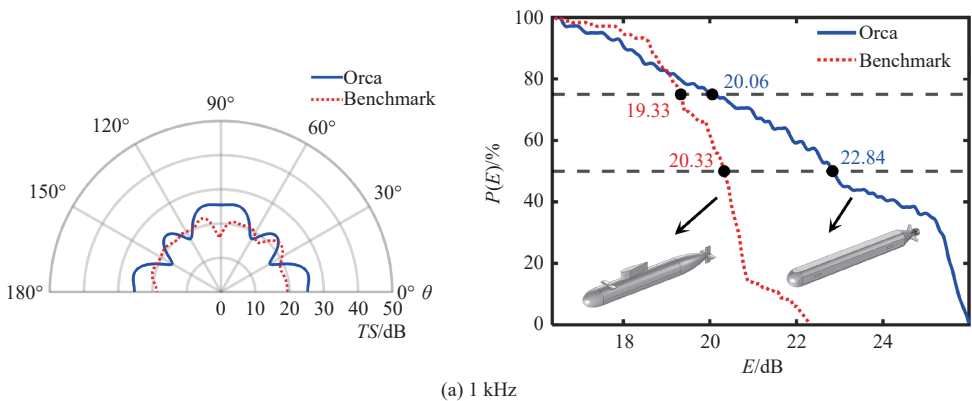 Orca
Benchmark
90°
120°
60°
150°
30°
180°
0° θ
0 10 20 30 40 50
TS/dB
100
80
60
40
20
0
P(E)/%
Orca
Benchmark
20.06
19.33
20.33
22.84
18 20 22 24
E/dB
(a) 1 kHz